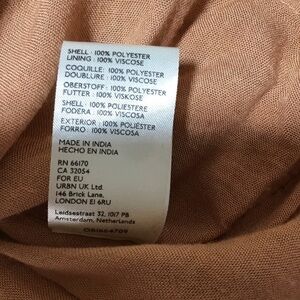 SHELL : 100% POLYESTER
LINING : 100% VISCOSE
COQUILLE: 100% POLYESTER
DOUBLURE : 100% VISCOSE
OBERSTOFF : 100% POLYESTER
FUTTER : 100% VISKOSE
SHELL : 100% POLIESTERE
FODERA : 100% VISCOSA
EXTERIOR : 100% POLIÉSTER
FORRO : 100% VISCOSA
MADE IN INDIA
HECHO EN INDIA
RN 66170
CA 32054
FOR EU
URBN UK Ltd.
146 Brick Lane,
LONDON E1 6RU
Leidsestraat 32, 1017 PB
Amsterdam, Netherlands